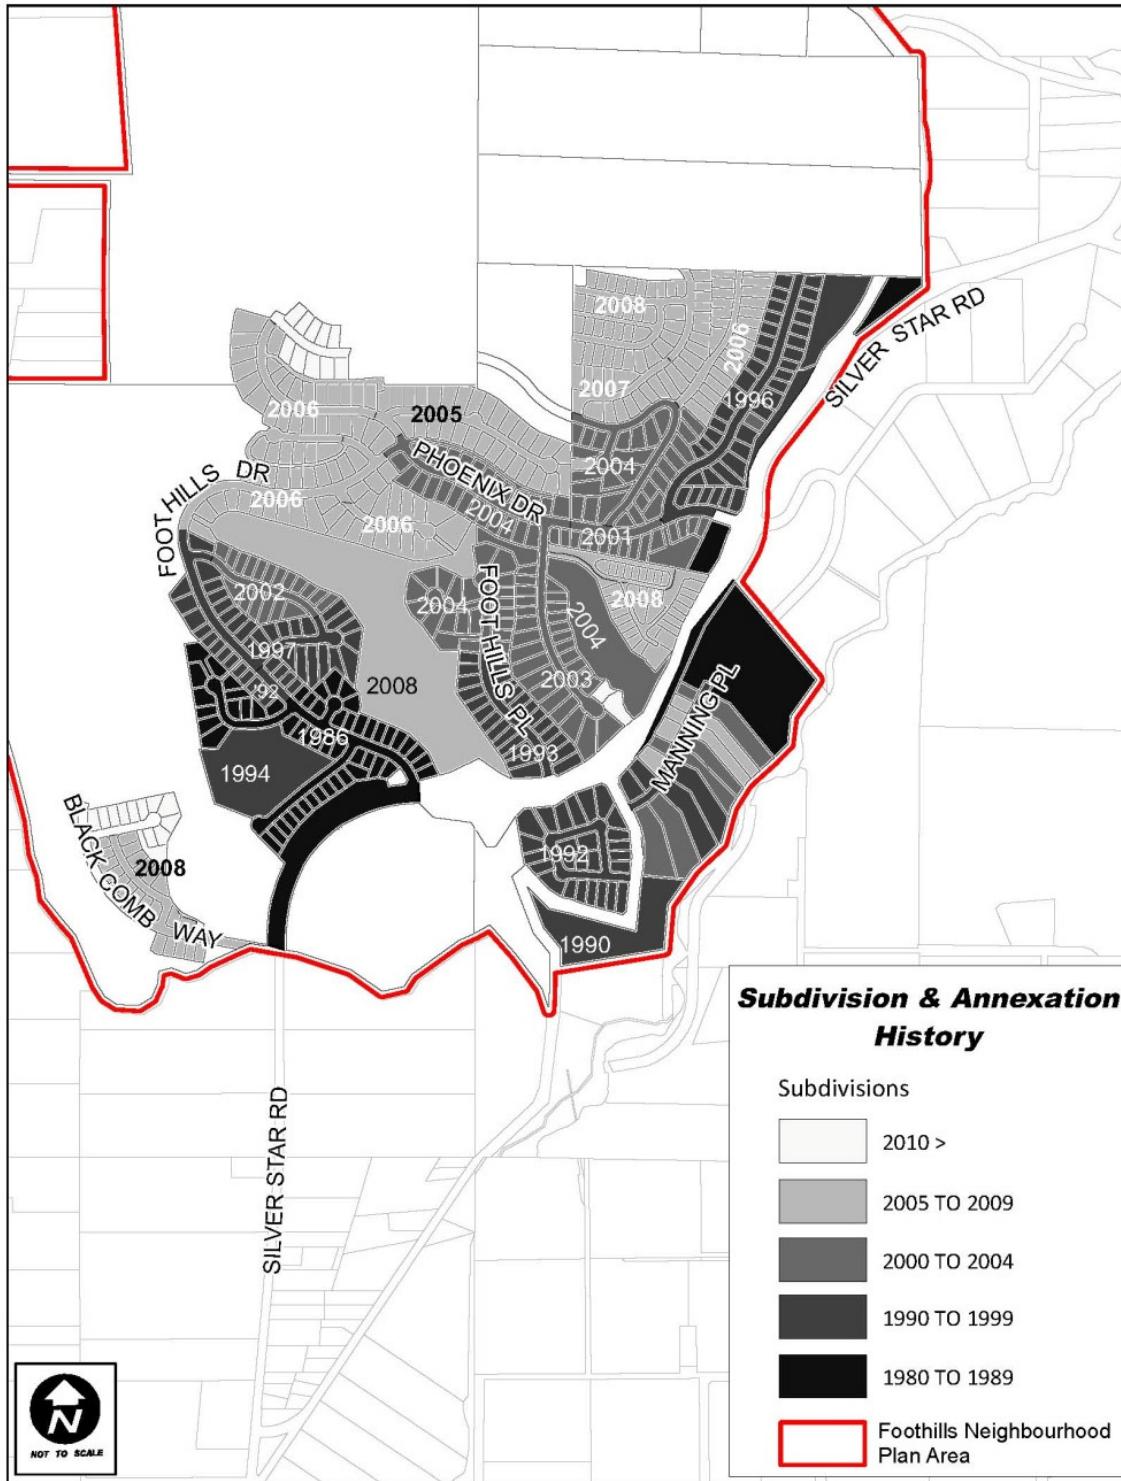 2008
2006
SILVER STAR RD
2007
1996
2006
2005
2004
PHOENIX DR
2004
FOOT HILLS DR
2006
2006
2001
2002
2004
FOOT HILLS PL
2004
2008
1997
'92
2008
2003
MANNING PL
1986
1993
1994
BLACK COMB WAY
2008
1992
1990
SILVER STAR RD
Subdivision & Annexation
History
Subdivisions
2010 >
2005 TO 2009
2000 TO 2004
1990 TO 1999
1980 TO 1989
Foothills Neighbourhood
Plan Area
N
NOT TO SCALE